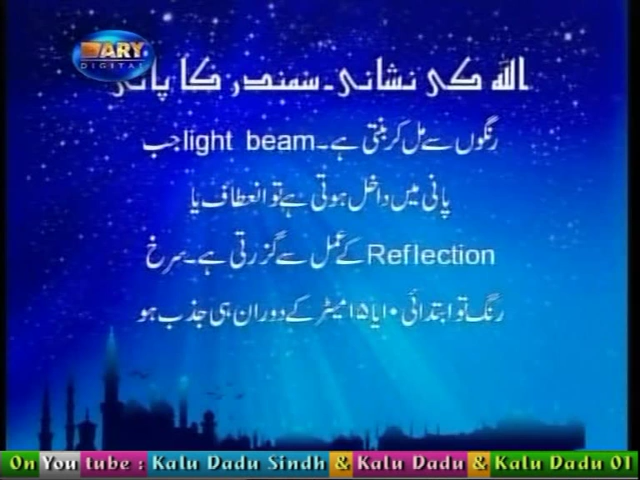 ARY
DIGITAL
اللہ کی نشانی۔ سمندر کا پانی
رنگوں سے مل کر بنتی ہے۔ light beam جب
پانی میں داخل ہوتی ہے تو انعطاف یا
Reflection کے عمل سے گزرتی ہے۔ سرخ
رنگ تو ابتدائی ۱۰ یا ۱۵ میٹر کے دوران ہی جذب ہو
On You tube : Kalu Dadu Sindh & Kalu Dadu & Kalu Dadu 01